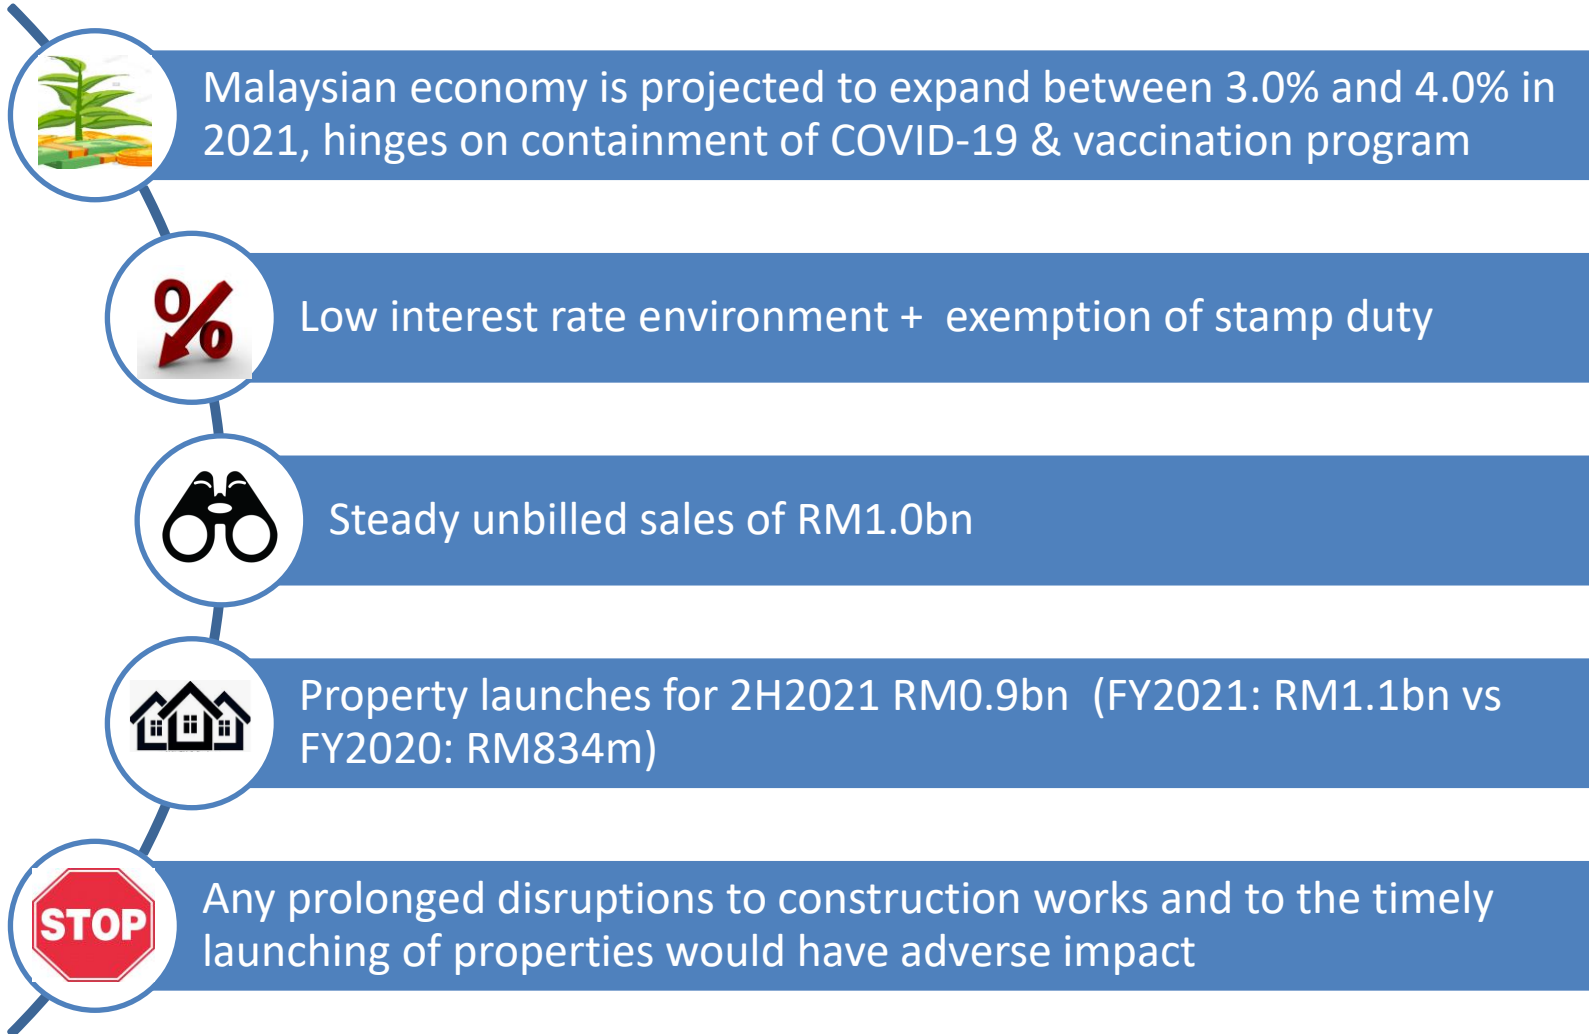 Malaysian economy is projected to expand between 3.0% and 4.0% in
2021, hinges on containment of COVID-19 & vaccination program
%
Low interest rate environment +  exemption of stamp duty
Steady unbilled sales of RM1.0bn
Property launches for 2H2021 RM0.9bn  (FY2021: RM1.1bn vs
FY2020: RM834m)
STOP
Any prolonged disruptions to construction works and to the timely
launching of properties would have adverse impact